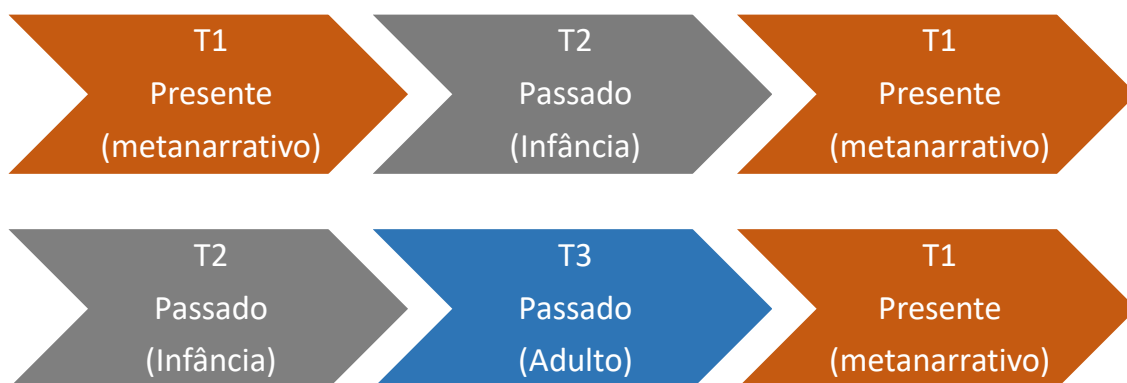 T1
Presente
(metanarrativo)
T2
Passado
(Infância)
T1
Presente
(metanarrativo)
T2
Passado
(Infância)
T3
Passado
(Adulto)
T1
Presente
(metanarrativo)